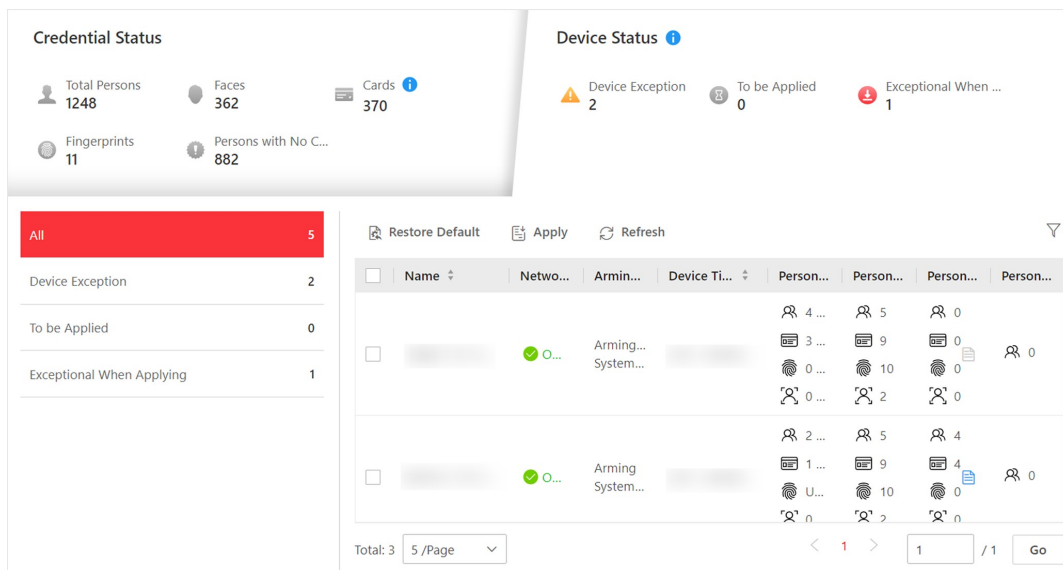 Credential Status
Device Status
Total Persons
1248
Faces
362
Cards
370
Fingerprints
11
Persons with No C...
882
Device Exception
2
To be Applied
0
Exceptional When ...
1
All 5
Device Exception 2
To be Applied 0
Exceptional When Applying 1
Restore Default Apply Refresh
Name Netwo... Armin... Device Ti... Person... Person... Person... Person...
4 ... 5 0
3 ... 9 0
O... Arming... System... 0
0 ... 10 0
0 ... 2 0
2 ... 5 4
1 ... 9 4
O... Arming System... 0
U... 10 0
0 2 0
Total: 3 5 /Page 1 1 / 1 Go